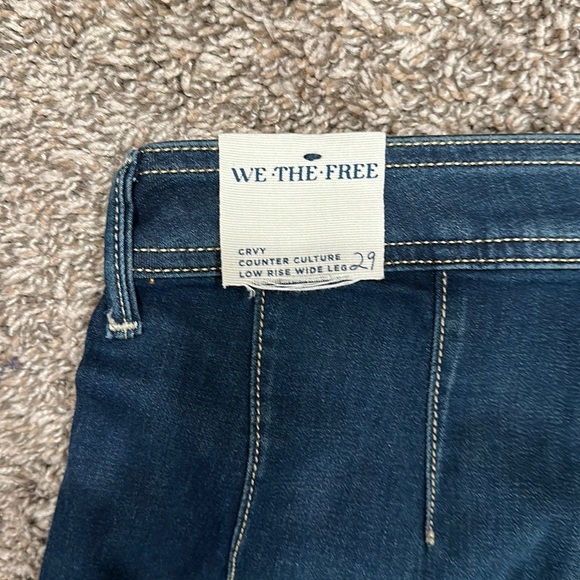 WE·THE·FREE
CRVY
COUNTER CULTURE
LOW RISE WIDE LEG 29